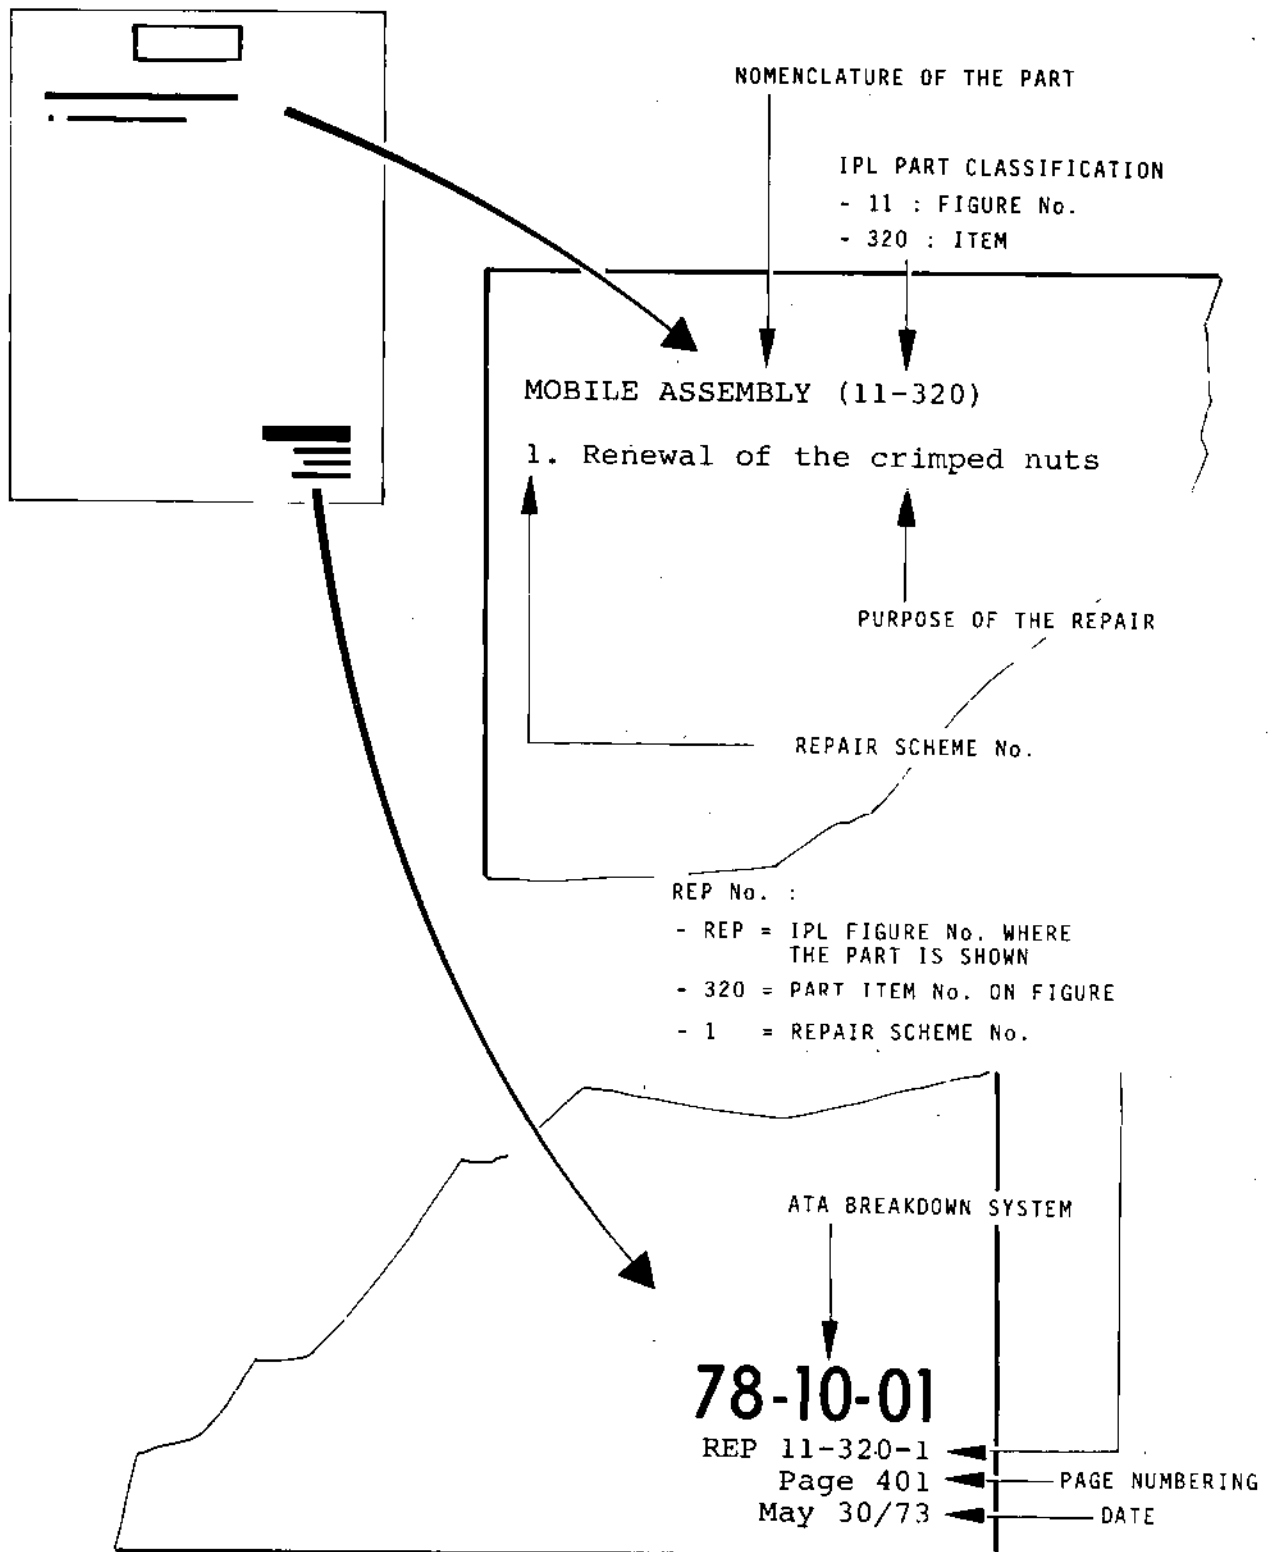 NOMENCLATURE OF THE PART
IPL PART CLASSIFICATION
- 11 : FIGURE No.
- 320 : ITEM
MOBILE ASSEMBLY (11-320)
1. Renewal of the crimped nuts
PURPOSE OF THE REPAIR
REPAIR SCHEME No.
REP No. :
- REP = IPL FIGURE No. WHERE
THE PART IS SHOWN
- 320 = PART ITEM No. ON FIGURE
- 1 = REPAIR SCHEME No.
ATA BREAKDOWN SYSTEM
78-10-01
REP 11-320-1
Page 401
PAGE NUMBERING
May 30/73
DATE